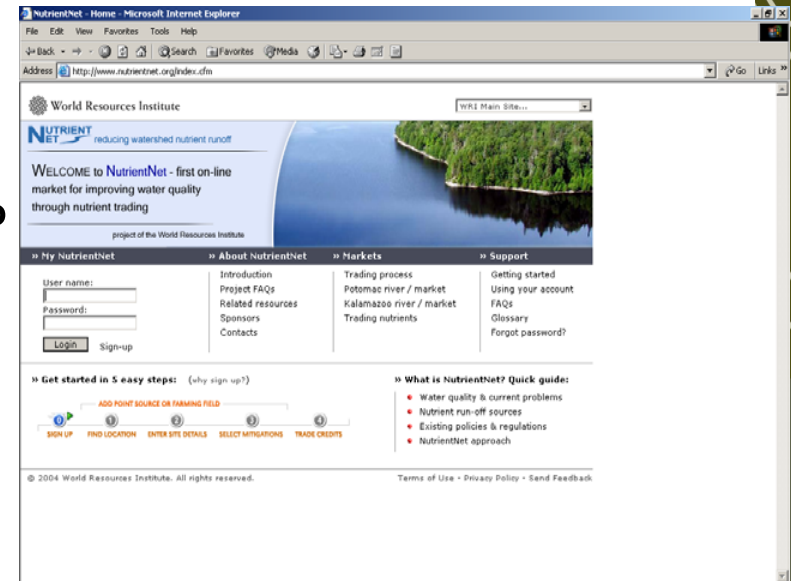 NutrientNet - Home - Microsoft Internet Explorer
File Edit View Favorites Tools Help
Back Search Favorites Media
Address http://www.nutrientnet.org/index.cfm Go Links »
World Resources Institute
WRI Main Site...
NUTRIENT NET reducing watershed nutrient runoff
WELCOME to NutrientNet - first on-line
market for improving water quality
through nutrient trading
project of the World Resources Institute
» My NutrientNet » About NutrientNet » Markets » Support
User name:
Password:
Login Sign-up
Introduction
Project FAQs
Related resources
Sponsors
Contacts
Trading process
Potomac river / market
Kalamazoo river / market
Trading nutrients
Getting started
Using your account
FAQs
Glossary
Forgot password?
» Get started in 5 easy steps: (why sign up?)
ADD POINT SOURCE OR FARMING FIELD
0 1 2 3 4
SIGN UP FIND LOCATION ENTER SITE DETAILS SELECT MITIGATIONS TRADE CREDITS
» What is NutrientNet? Quick guide:
• Water quality & current problems
• Nutrient run-off sources
• Existing policies & regulations
• NutrientNet approach
© 2004 World Resources Institute. All rights reserved.
Terms of Use • Privacy Policy • Send Feedback